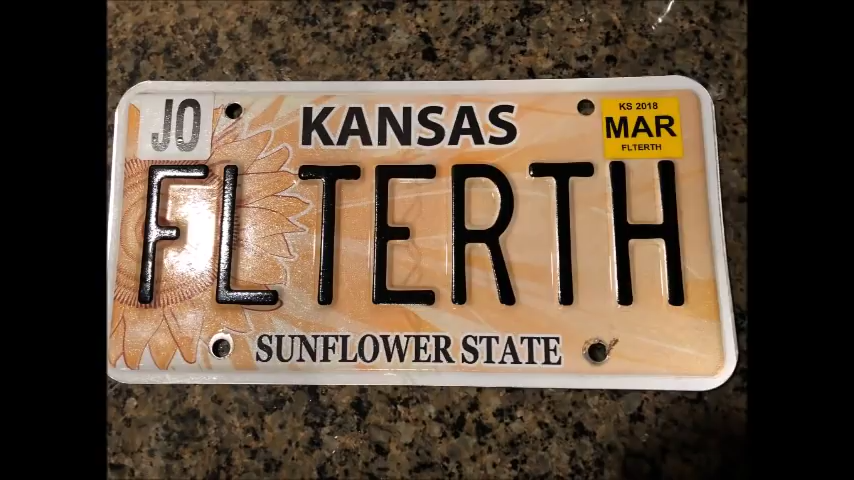 JO
KANSAS
KS 2018
MAR
FLTERTH
FLTERTH
SUNFLOWER STATE